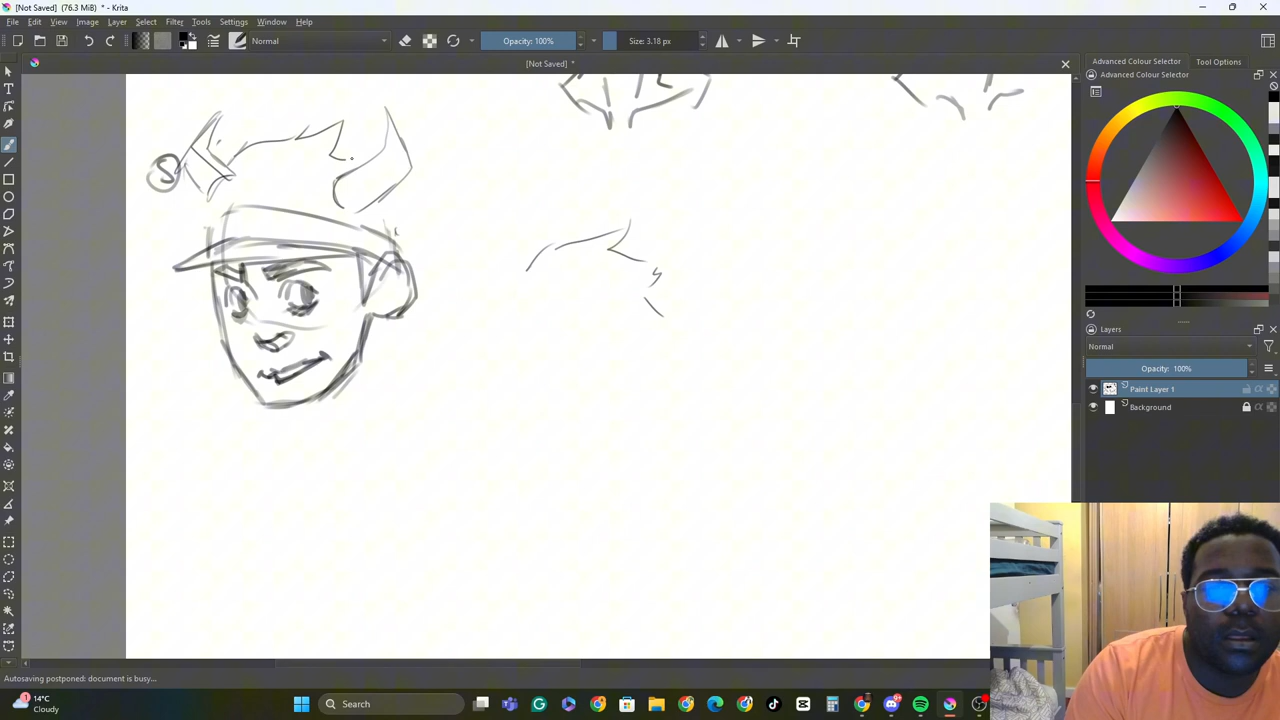 [Not Saved] (76.3 MiB) * - Krita
File Edit View Image Layer Select Filter Tools Settings Window Help
Normal Opacity: 100% Size: 3.18 px
[Not Saved] *
Advanced Colour Selector Tool Options
Advanced Colour Selector
S
Layers
Normal
Opacity: 100%
Paint Layer 1
Background
Autosaving postponed: document is busy...
1 14°C
Cloudy
Search
9+